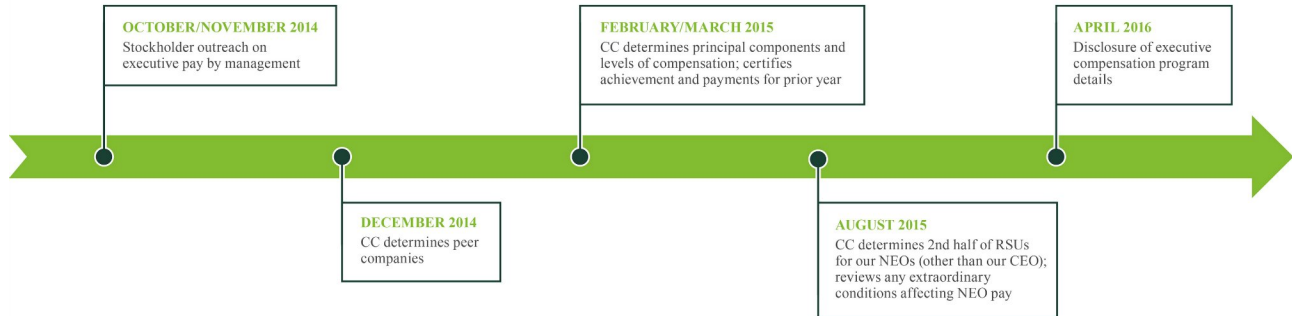 OCTOBER/NOVEMBER 2014
Stockholder outreach on
executive pay by management
DECEMBER 2014
CC determines peer
companies
FEBRUARY/MARCH 2015
CC determines principal components and
levels of compensation; certifies
achievement and payments for prior year
AUGUST 2015
CC determines 2nd half of RSUs
for our NEOs (other than our CEO);
reviews any extraordinary
conditions affecting NEO pay
APRIL 2016
Disclosure of executive
compensation program
details